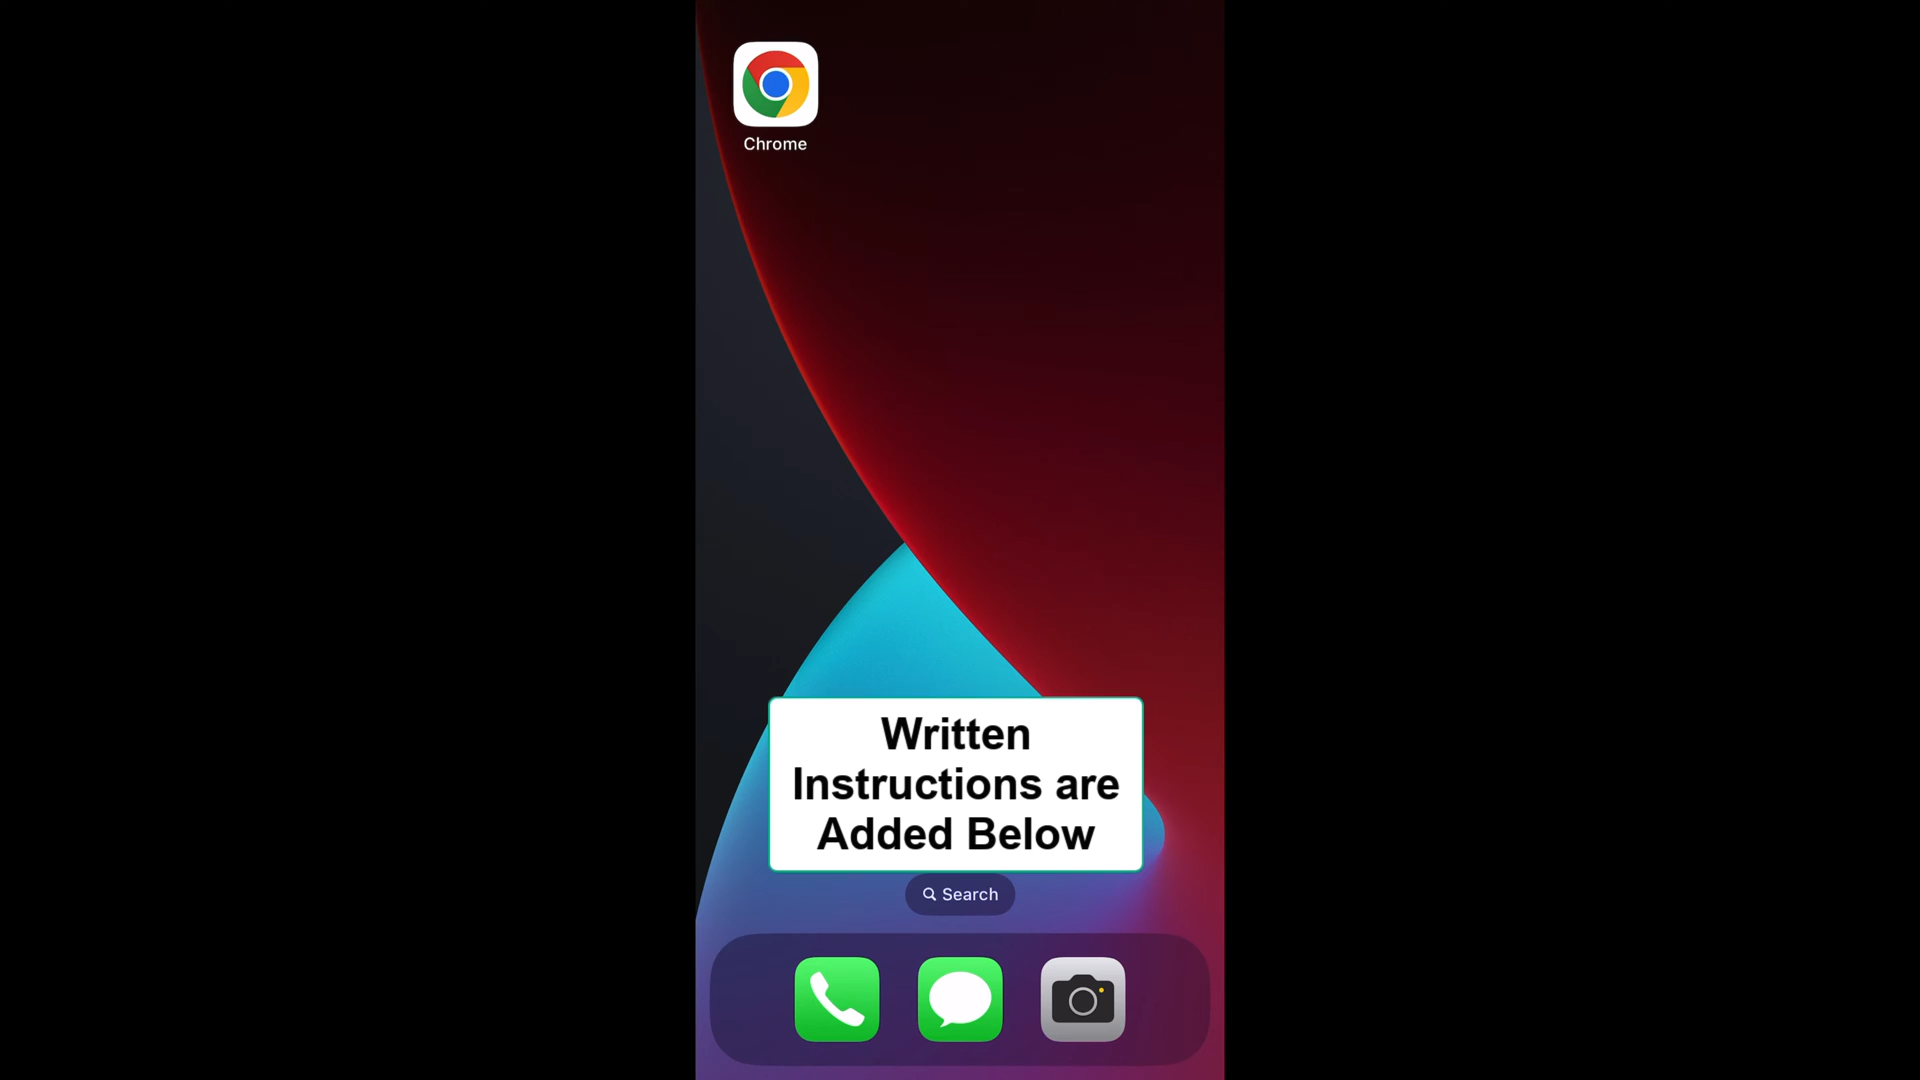 Chrome
Written
Instructions are
Added Below
Search